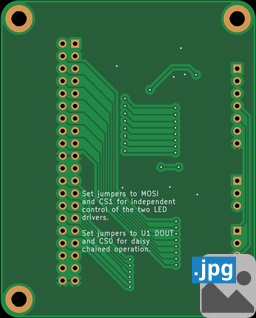 Set jumpers to MOSI
and CS1 for independent
control of the two LED
drivers.
Set jumpers to U1 DOUT
and CS0 for daisy
chained operation.
.jpg